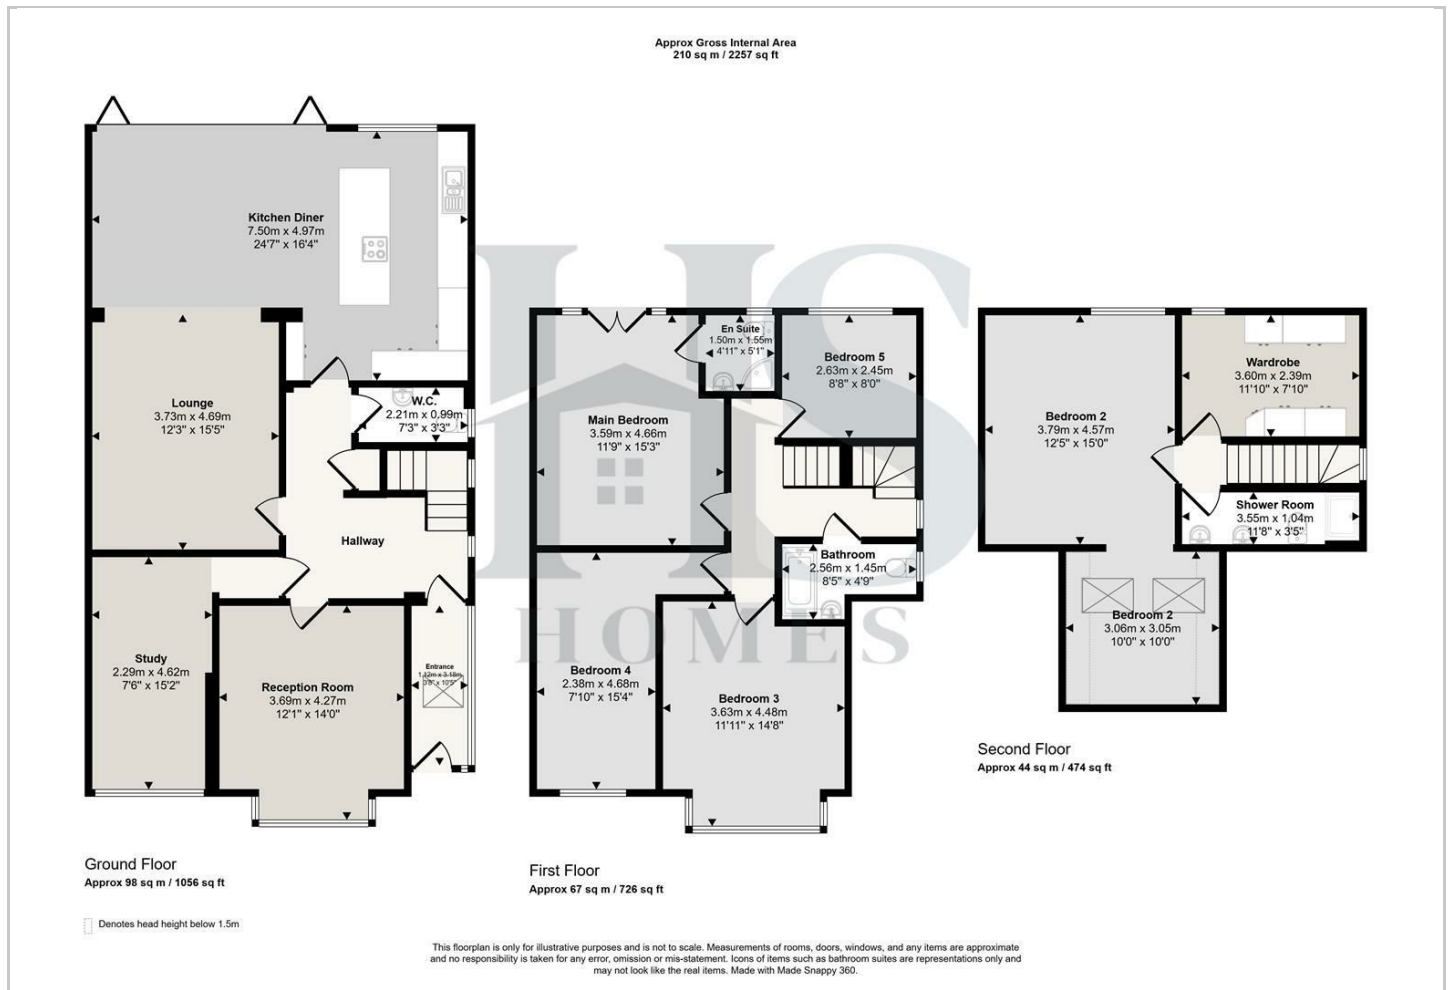 Approx Gross Internal Area
210 sq m / 2257 sq ft
Kitchen Diner
7.50m x 4.97m
24'7" x 16'4"
Lounge
3.73m x 4.69m
12'3" x 15'5"
W.C.
2.21m x 0.99m
7'3" x 3'3"
Hallway
Study
2.29m x 4.62m
7'6" x 15'2"
Reception Room
3.69m x 4.27m
12'1" x 14'0"
Entrance
1.12m x 3.18m
3'8" x 10'5"
Ground Floor
Approx 98 sq m / 1056 sq ft
Denotes head height below 1.5m
HS
HOMES
En Suite
1.50m x 1.55m
4'11" x 5'1"
Bedroom 5
2.63m x 2.45m
8'8" x 8'0"
Main Bedroom
3.59m x 4.66m
11'9" x 15'3"
Bathroom
2.56m x 1.45m
8'5" x 4'9"
Bedroom 4
2.38m x 4.68m
7'10" x 15'4"
Bedroom 3
3.63m x 4.48m
11'11" x 14'8"
First Floor
Approx 67 sq m / 726 sq ft
Wardrobe
3.60m x 2.39m
11'10" x 7'10"
Bedroom 2
3.79m x 4.57m
12'5" x 15'0"
Shower Room
3.55m x 1.04m
11'8" x 3'5"
Bedroom 2
3.06m x 3.05m
10'0" x 10'0"
Second Floor
Approx 44 sq m / 474 sq ft
This floorplan is only for illustrative purposes and is not to scale. Measurements of rooms, doors, windows, and any items are approximate
and no responsibility is taken for any error, omission or mis-statement. Icons of items such as bathroom suites are representations only and
may not look like the real items. Made with Made Snappy 360.